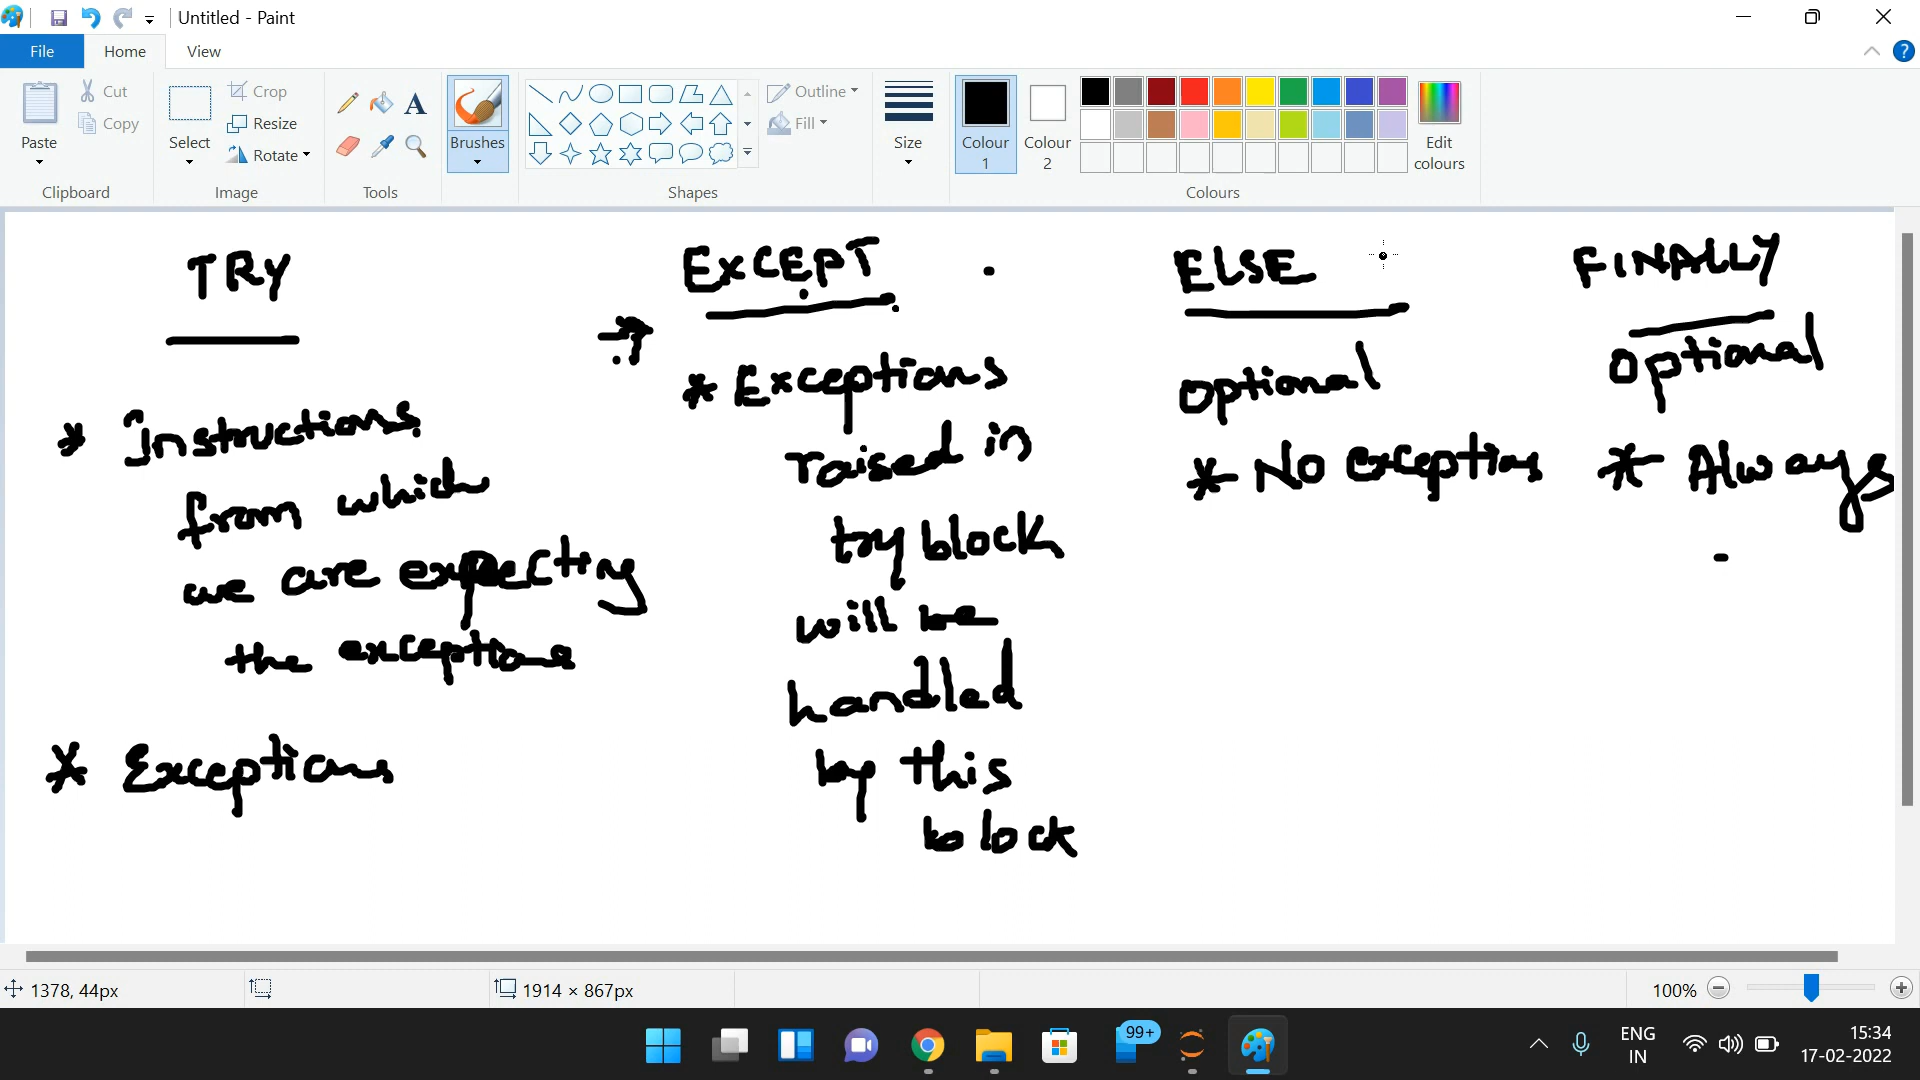 Untitled - Paint
File Home View
Paste
Cut
Copy
Clipboard
Select
Crop
Resize
Rotate
Image
Tools
Brushes
Shapes
Outline
Fill
Size
Colour 1
Colour 2
Edit colours
Colours
TRY
* Instructions
from which
we are expecting
the exceptions
* Exceptions
EXCEPT
* Exceptions
raised in
try block
will be
handled
by this
block
ELSE
optional
* No exceptions
FINALLY
optional
* Always
1378, 44px
1914 × 867px
100%
99+
ENG
IN
15:34
17-02-2022